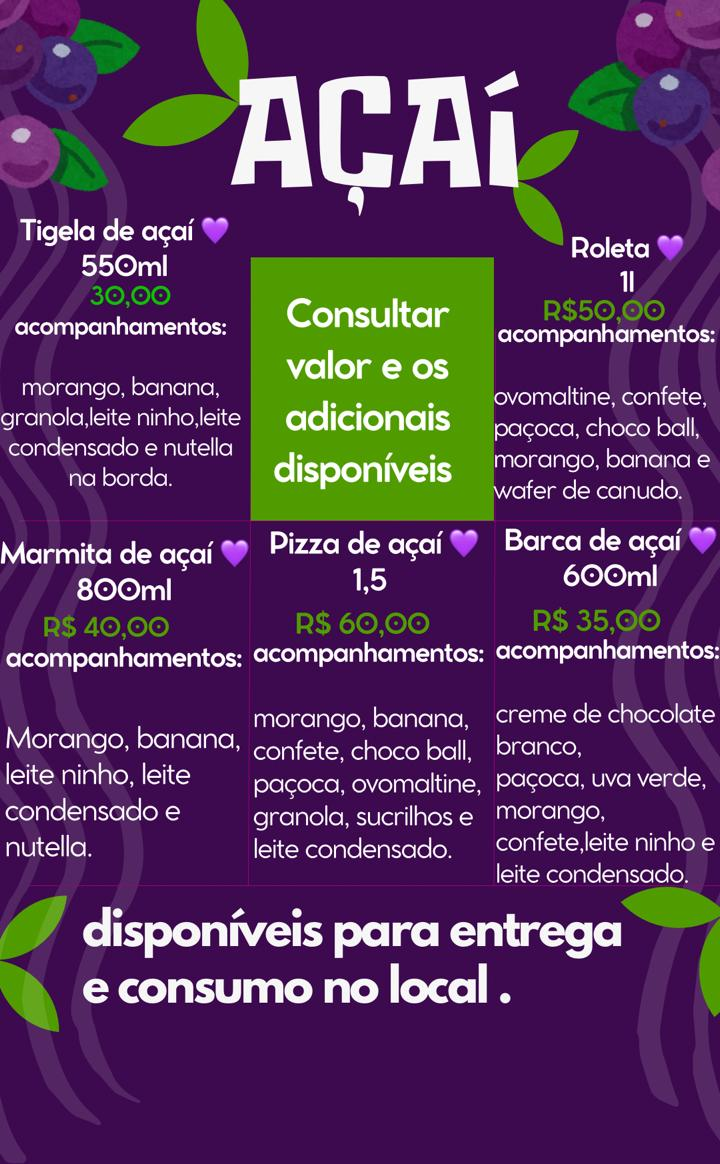 AÇAÍ
Tigela de açaí 💜
550ml
30,00
acompanhamentos:
morango, banana,
granola,leite ninho,leite
condensado e nutella
na borda.
Consultar
valor e os
adicionais
disponíveis
Roleta 💜
1l
R$50,00
acompanhamentos:
ovomaltine, confete,
paçoca, choco ball,
morango, banana e
wafer de canudo.
Marmita de açaí 💜
800ml
R$ 40,00
acompanhamentos:
Morango, banana,
leite ninho, leite
condensado e
nutella.
Pizza de açaí 💜
1,5
R$ 60,00
acompanhamentos:
morango, banana,
confete, choco ball,
paçoca, ovomaltine,
granola, sucrilhos e
leite condensado.
Barca de açaí 💜
600ml
R$ 35,00
acompanhamentos:
creme de chocolate
branco,
paçoca, uva verde,
morango,
confete,leite ninho e
leite condensado.
disponíveis para entrega
e consumo no local .